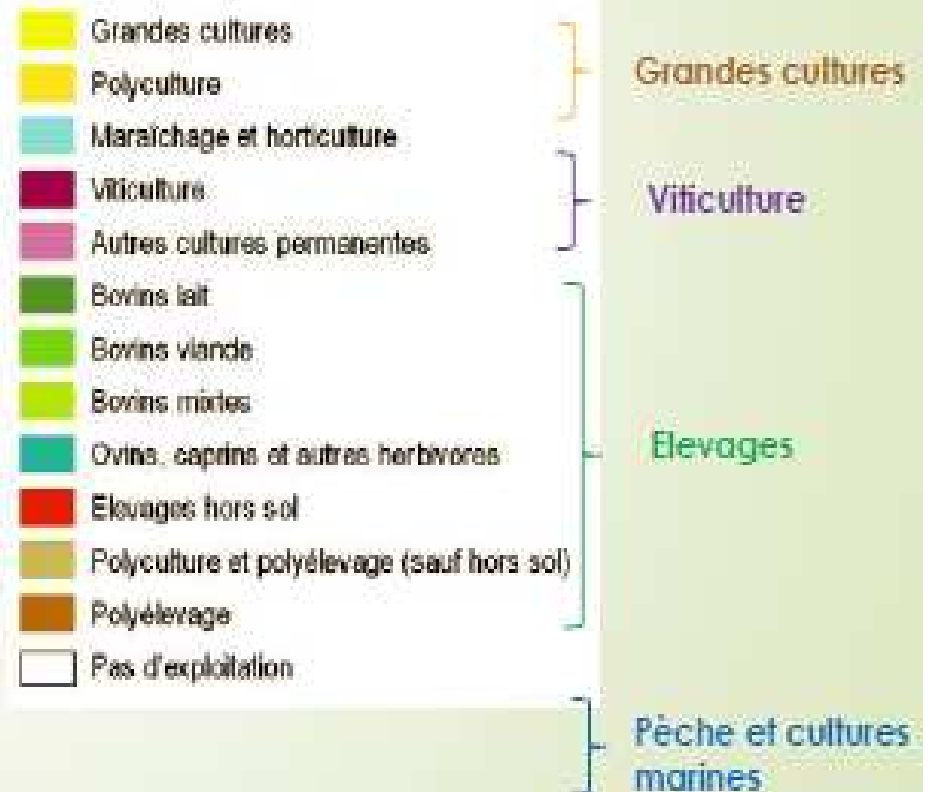 Grandes cultures
Polyculture
Maraîchage et horticulture
Viticulture
Autres cultures permanentes
Bovins lait
Bovins viande
Bovins mixtes
Ovins, caprins et autres herbivores
Elevages hors sol
Polyculture et polyélevage (sauf hors sol)
Polyélevage
Pas d'exploitation
Grandes cultures
Viticulture
Elevages
Pèche et cultures
marines